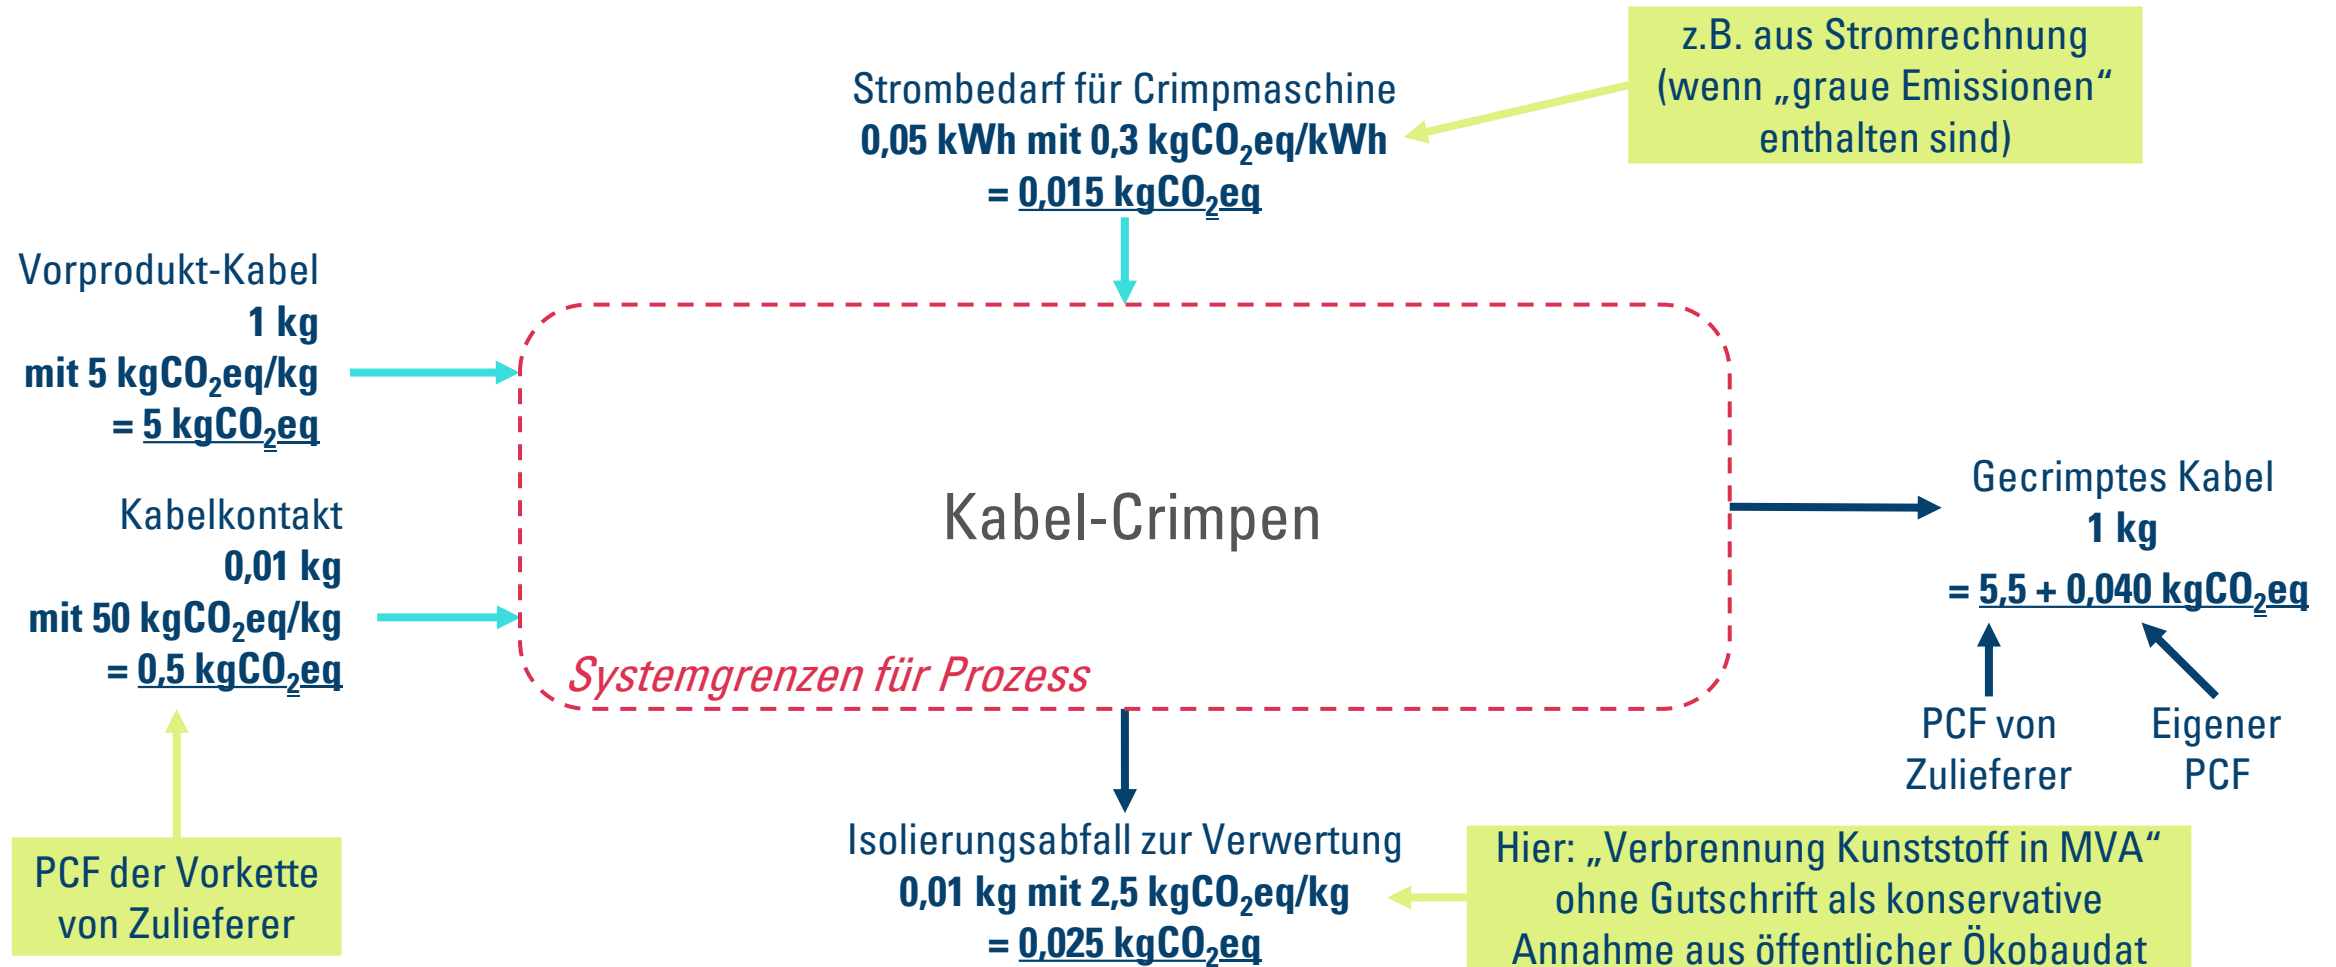 z.B. aus Stromrechnung
(wenn „graue Emissionen“
enthalten sind)
Strombedarf für Crimpmaschine
0,05 kWh mit 0,3 kgCO₂eq/kWh
= 0,015 kgCO₂eq
Vorprodukt-Kabel
1 kg
mit 5 kgCO₂eq/kg
= 5 kgCO₂eq
Kabelkontakt
0,01 kg
mit 50 kgCO₂eq/kg
= 0,5 kgCO₂eq
PCF der Vorkette
von Zulieferer
Kabel-Crimpen
Systemgrenzen für Prozess
Gecrimptes Kabel
1 kg
= 5,5 + 0,040 kgCO₂eq
PCF von
Zulieferer
Eigener
PCF
Isolierungsabfall zur Verwertung
0,01 kg mit 2,5 kgCO₂eq/kg
= 0,025 kgCO₂eq
Hier: „Verbrennung Kunststoff in MVA“
ohne Gutschrift als konservative
Annahme aus öffentlicher Ökobaudat